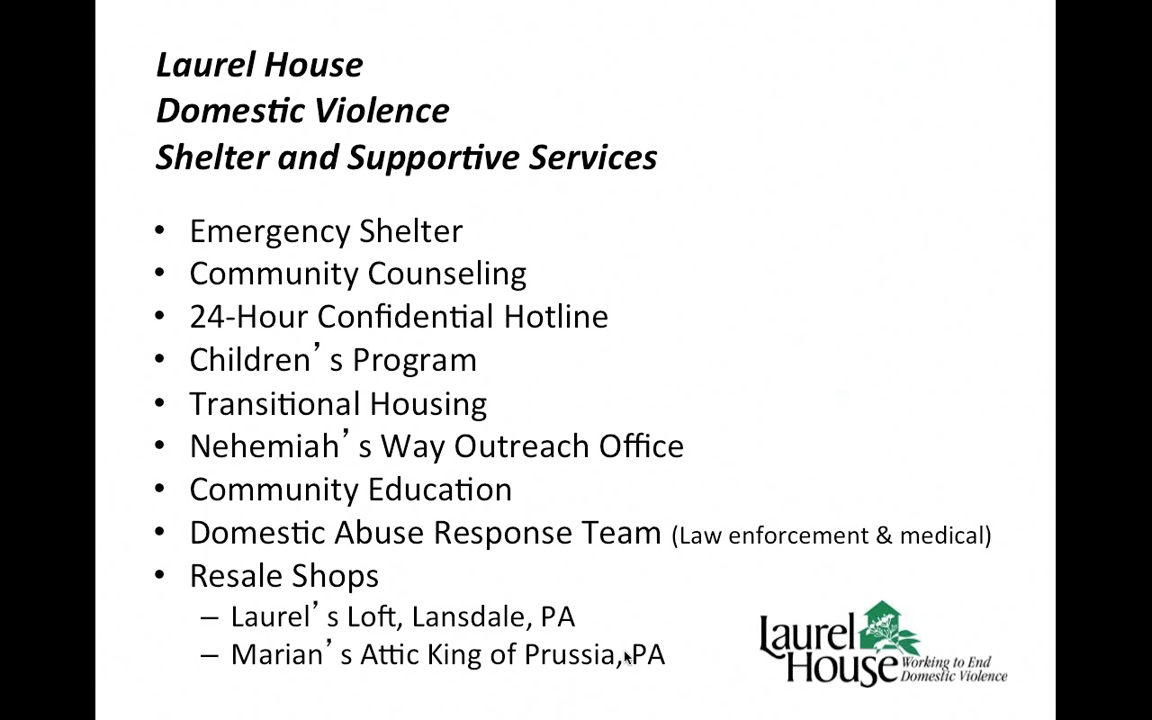 Laurel House
Domestic Violence
Shelter and Supportive Services
• Emergency Shelter
• Community Counseling
• 24-Hour Confidential Hotline
• Children’s Program
• Transitional Housing
• Nehemiah’s Way Outreach Office
• Community Education
• Domestic Abuse Response Team (Law enforcement & medical)
• Resale Shops
– Laurel’s Loft, Lansdale, PA
– Marian’s Attic King of Prussia, PA
Laurel
House
Working to End
Domestic Violence